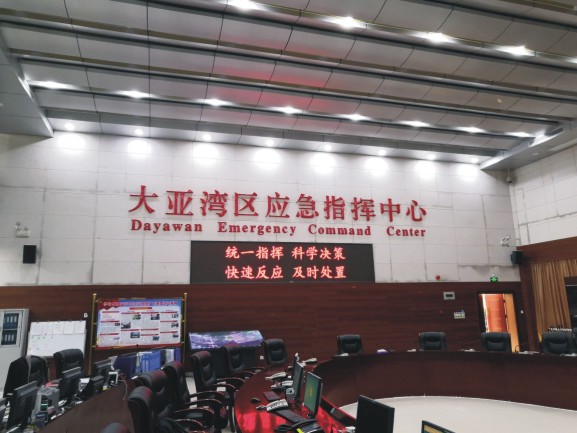 大亚湾区应急指挥中心
Dayawan Emergency Command Center
统一指挥 科学决策
快速反应 及时处置